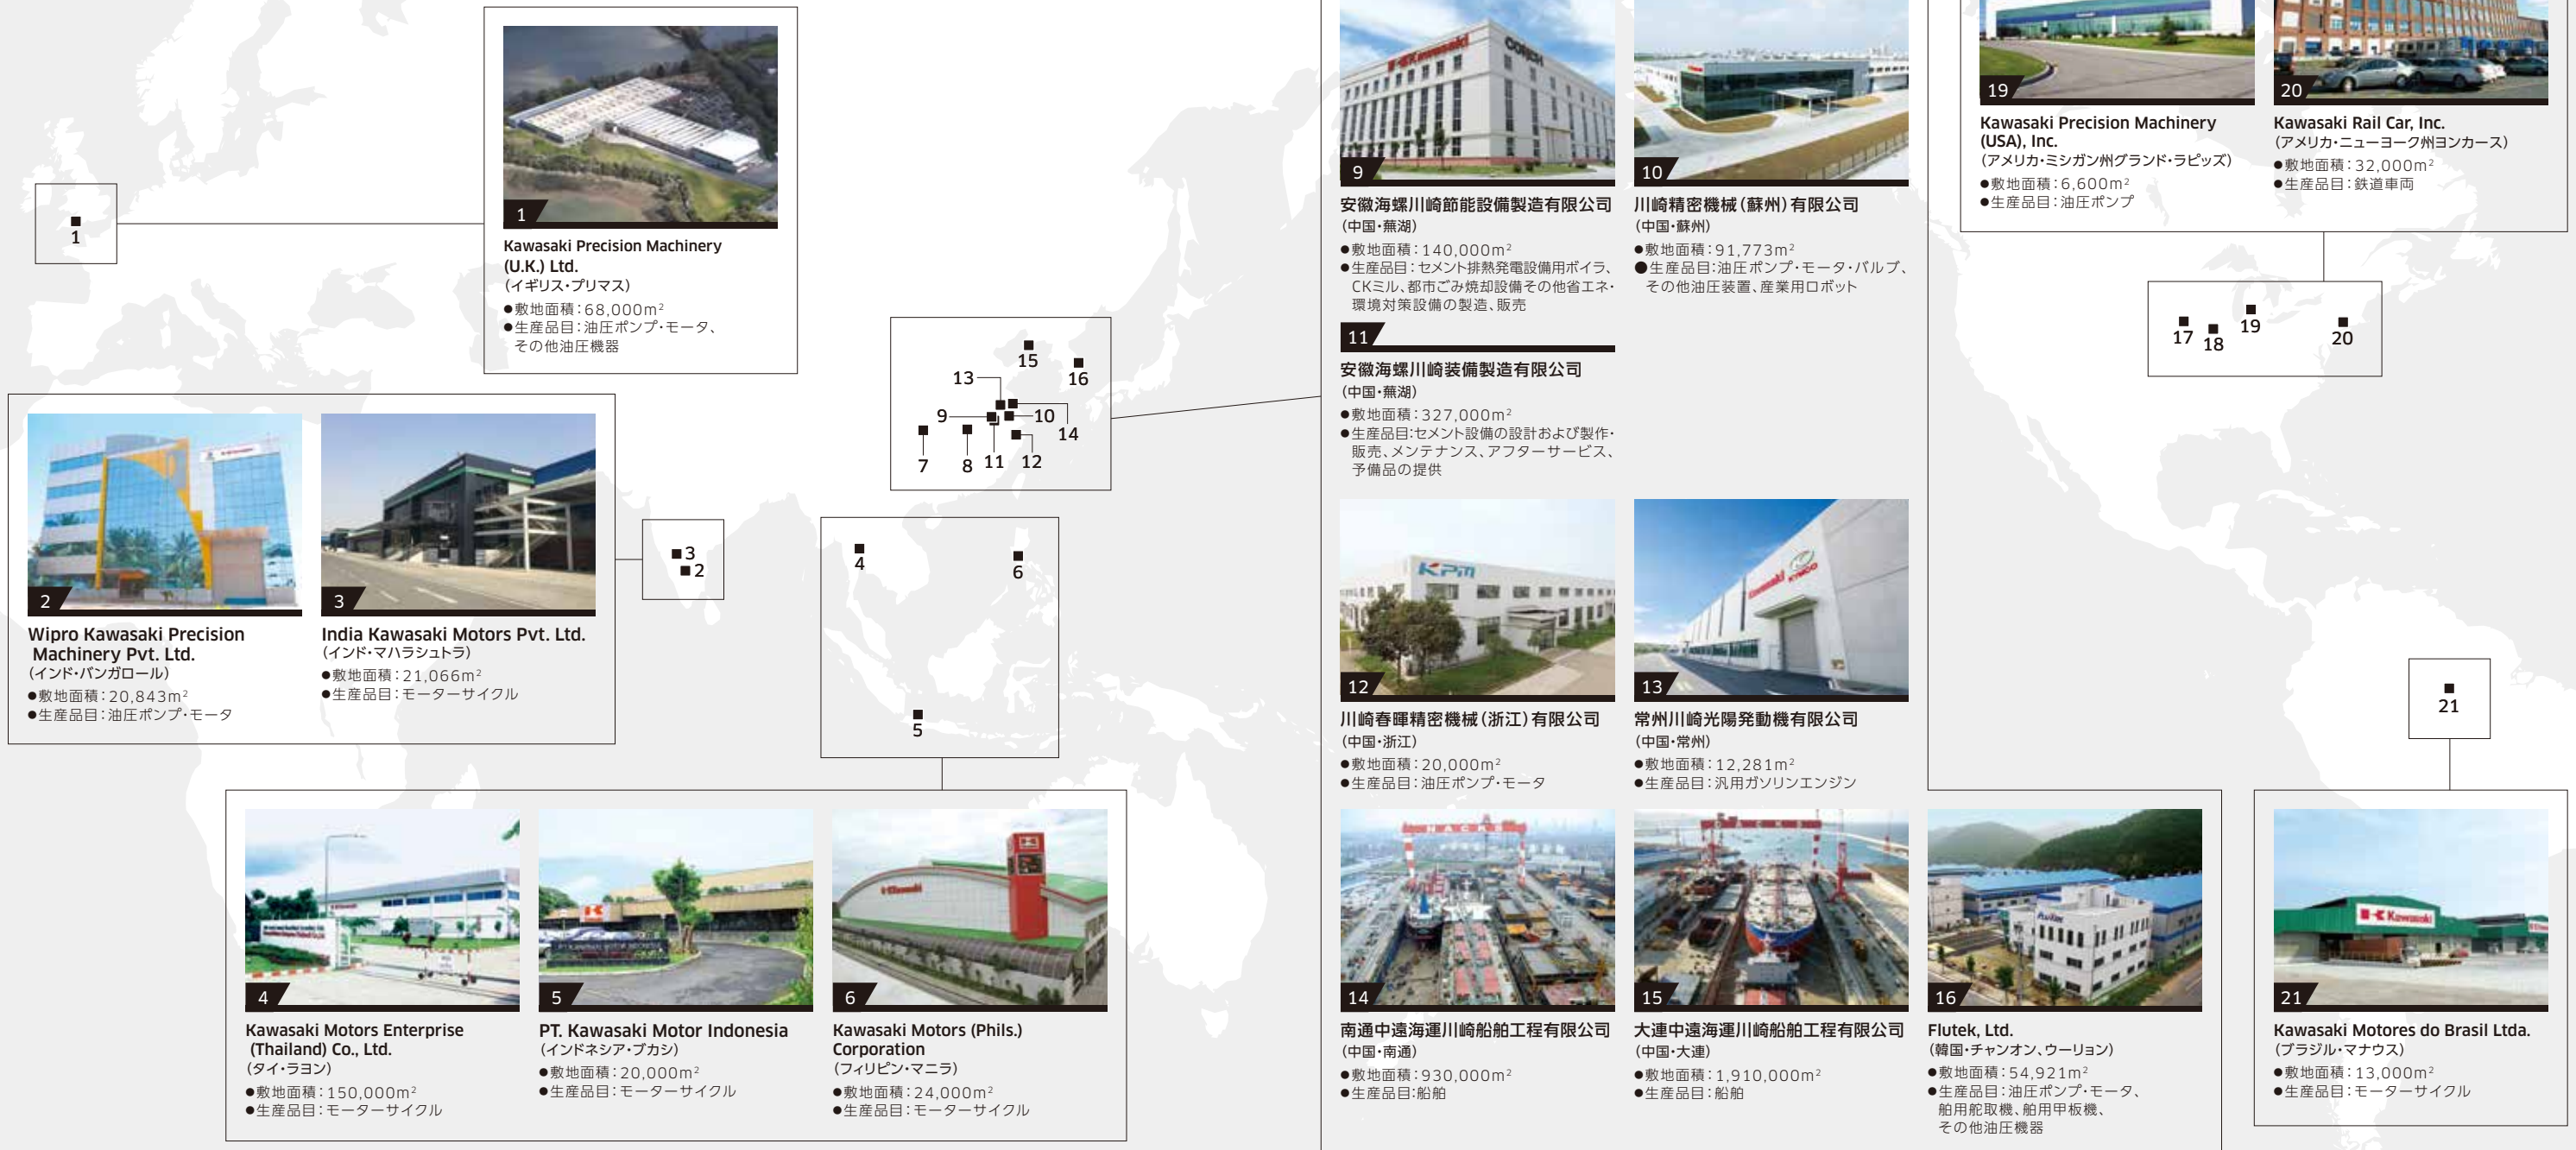 1
1
Kawasaki Precision Machinery
(U.K.) Ltd.
（イギリス・プリマス）
●敷地面積：68,000m²
●生産品目：油圧ポンプ・モータ、
その他油圧機器
2
Wipro Kawasaki Precision
Machinery Pvt. Ltd.
（インド・バンガロール）
●敷地面積：20,843m²
●生産品目：油圧ポンプ・モータ
3
India Kawasaki Motors Pvt. Ltd.
（インド・マハラシュトラ）
●敷地面積：21,066m²
●生産品目：モーターサイクル
3
2
4
6
5
15
16
13
9
10
14
7
8
11
12
4
Kawasaki Motors Enterprise
(Thailand) Co., Ltd.
（タイ・ラヨン）
●敷地面積：150,000m²
●生産品目：モーターサイクル
5
PT. Kawasaki Motor Indonesia
（インドネシア・ブカシ）
●敷地面積：20,000m²
●生産品目：モーターサイクル
Kawasaki
6
Kawasaki Motors (Phils.)
Corporation
（フィリピン・マニラ）
●敷地面積：24,000m²
●生産品目：モーターサイクル
Kawasaki
CONCH
9
安徽海螺川崎節能設備製造有限公司
（中国・蕪湖）
●敷地面積：140,000m²
●生産品目：セメント排熱発電設備用ボイラ、
CKミル、都市ごみ焼却設備その他省エネ・
環境対策設備の製造、販売
10
川崎精密機械（蘇州）有限公司
（中国・蘇州）
●敷地面積：91,773m²
●生産品目：油圧ポンプ・モータ・バルブ、
その他油圧装置、産業用ロボット
11
安徽海螺川崎装備製造有限公司
（中国・蕪湖）
●敷地面積：327,000m²
●生産品目：セメント設備の設計および製作・
販売、メンテナンス、アフターサービス、
予備品の提供
KPM
12
川崎春暉精密機械（浙江）有限公司
（中国・浙江）
●敷地面積：20,000m²
●生産品目：油圧ポンプ・モータ
Kawasaki
KYMCO
13
常州川崎光陽発動機有限公司
（中国・常州）
●敷地面積：12,281m²
●生産品目：汎用ガソリンエンジン
14
南通中遠海運川崎船舶工程有限公司
（中国・南通）
●敷地面積：930,000m²
●生産品目：船舶
15
大連中遠海運川崎船舶工程有限公司
（中国・大連）
●敷地面積：1,910,000m²
●生産品目：船舶
16
Flutek, Ltd.
（韓国・チャンオン、ウーリョン）
●敷地面積：54,921m²
●生産品目：油圧ポンプ・モータ、
舶用舵取機、舶用甲板機、
その他油圧機器
19
Kawasaki Precision Machinery
(USA), Inc.
（アメリカ・ミシガン州グランド・ラピッズ）
●敷地面積：6,600m²
●生産品目：油圧ポンプ
20
Kawasaki Rail Car, Inc.
（アメリカ・ニューヨーク州ヨンカース）
●敷地面積：32,000m²
●生産品目：鉄道車両
17
18
19
20
21
Kawasaki
21
Kawasaki Motores do Brasil Ltda.
（ブラジル・マナウス）
●敷地面積：13,000m²
●生産品目：モーターサイクル